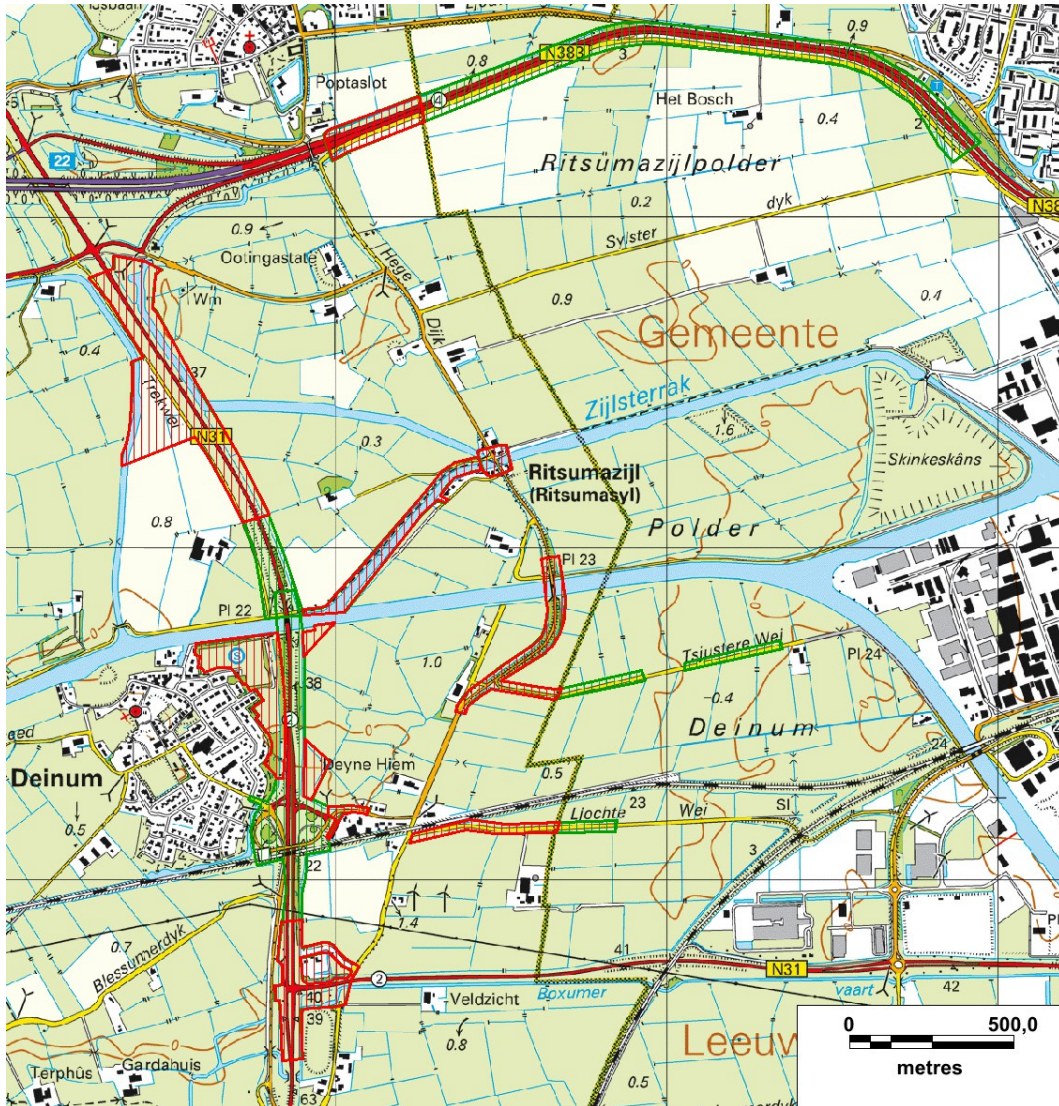 Poptaslot
N383
3
0.8
0.9
4
Het Bosch
0.4
2
22
Ritsumazijlpolder
0.2
dyk
N38
0.9
Ootingastate
Hege
Sylster
Wm
0.9
0.4
Dijk
Gemeente
0.4
37
Trekwei
Zijlsterrak
N31
0.3
1.6
Ritsumazijl
(Ritsumasyl)
Skinkeskâns
0.8
Polder
Pl 23
Pl 22
S
1.0
Tsjustere Wei
Pl 24
38
-0.4
2
Deinum
24
Deinum
Deyne Hiem
0.5
0.5
23
Ljochte Wei
Sl
22
3
1.4
0.7
Blessumerdyk
41
N31
2
40
Veldzicht
Boxumer
vaart
42
39
0.8
Leeuw
Gardahuis
Terphûs
0.5
63
0 500,0
metres